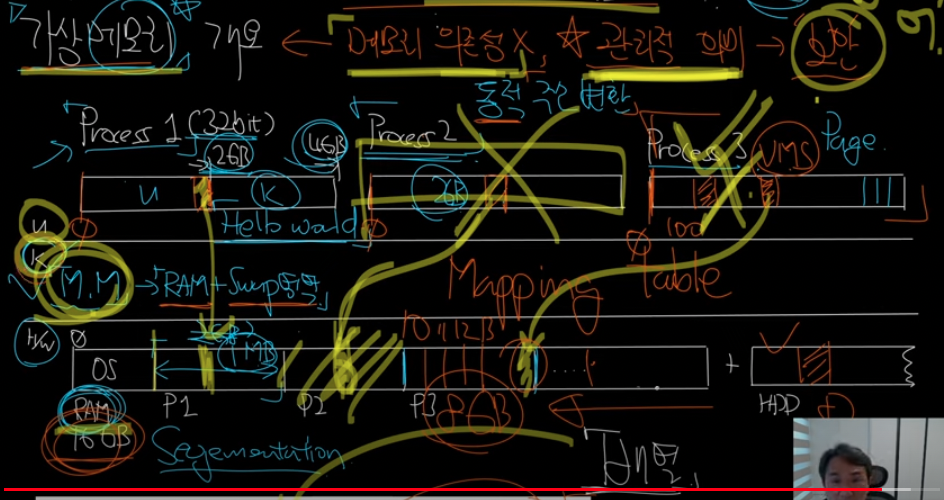 가상메모리 개요 ← 메모리 의존성 X, ☆ 관리적 의미 → 보안
동적 주소 변환
Process 1 (32bit) 2GB 4GB Process 2 Process 3 VMS Page
U K 2GB
U 0 Hello world 0 0 100
K
M.M → RAM + Swap영역 Mapping Table
H/W 0 1MB 10 11 12 13
OS +
RAM P1 P2 P3 8GB HDD
16GB
Segmentation